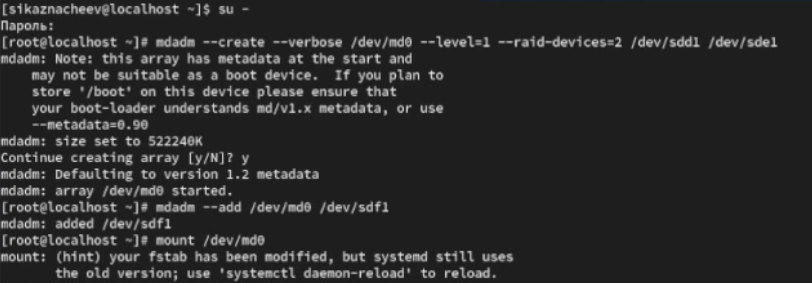 [sikaznacheev@localhost ~]$ su -
Пароль:
[root@localhost ~]# mdadm --create --verbose /dev/md0 --level=1 --raid-devices=2 /dev/sdd1 /dev/sde1
mdadm: Note: this array has metadata at the start and
    may not be suitable as a boot device.  If you plan to
    store '/boot' on this device please ensure that
    your boot-loader understands md/v1.x metadata, or use
    --metadata=0.90
mdadm: size set to 522240K
Continue creating array [y/N]? y
mdadm: Defaulting to version 1.2 metadata
mdadm: array /dev/md0 started.
[root@localhost ~]# mdadm --add /dev/md0 /dev/sdf1
mdadm: added /dev/sdf1
[root@localhost ~]# mount /dev/md0
mount: (hint) your fstab has been modified, but systemd still uses
       the old version; use 'systemctl daemon-reload' to reload.